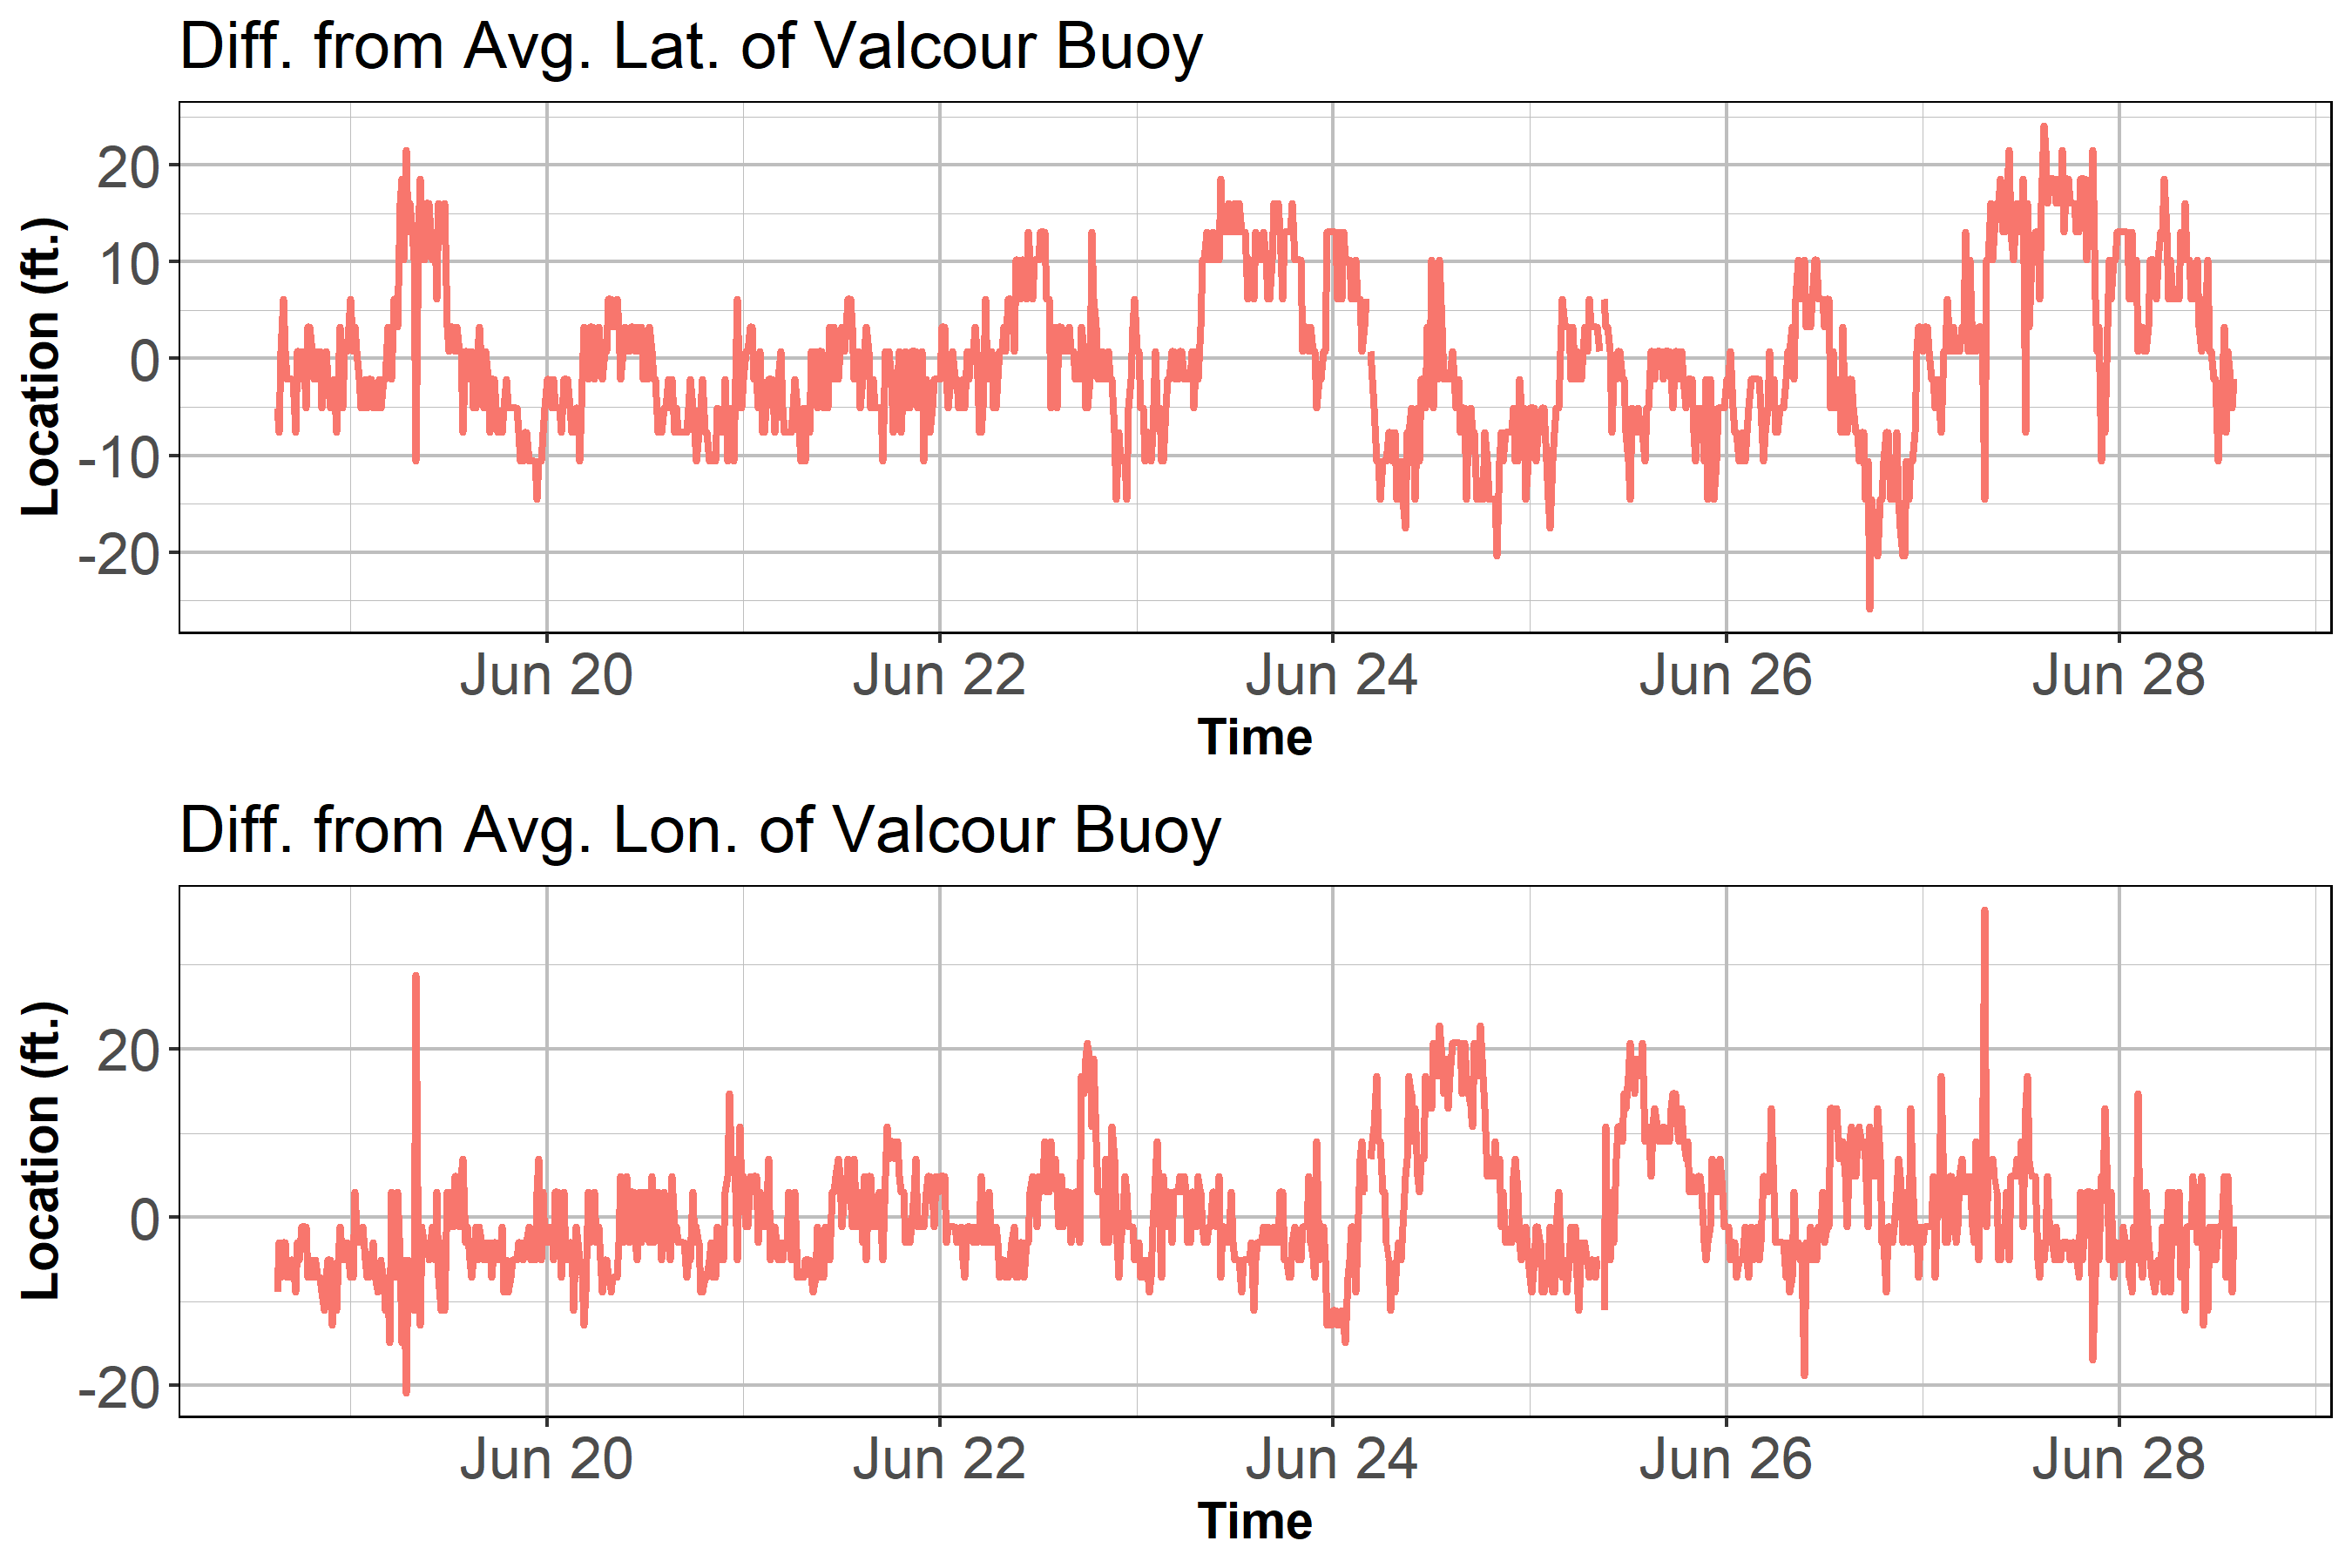 Diff. from Avg. Lat. of Valcour Buoy
Location (ft.)
20
10
0
-10
-20
Jun 20 Jun 22 Jun 24 Jun 26 Jun 28
Time
Diff. from Avg. Lon. of Valcour Buoy
Location (ft.)
20
0
-20
Jun 20 Jun 22 Jun 24 Jun 26 Jun 28
Time